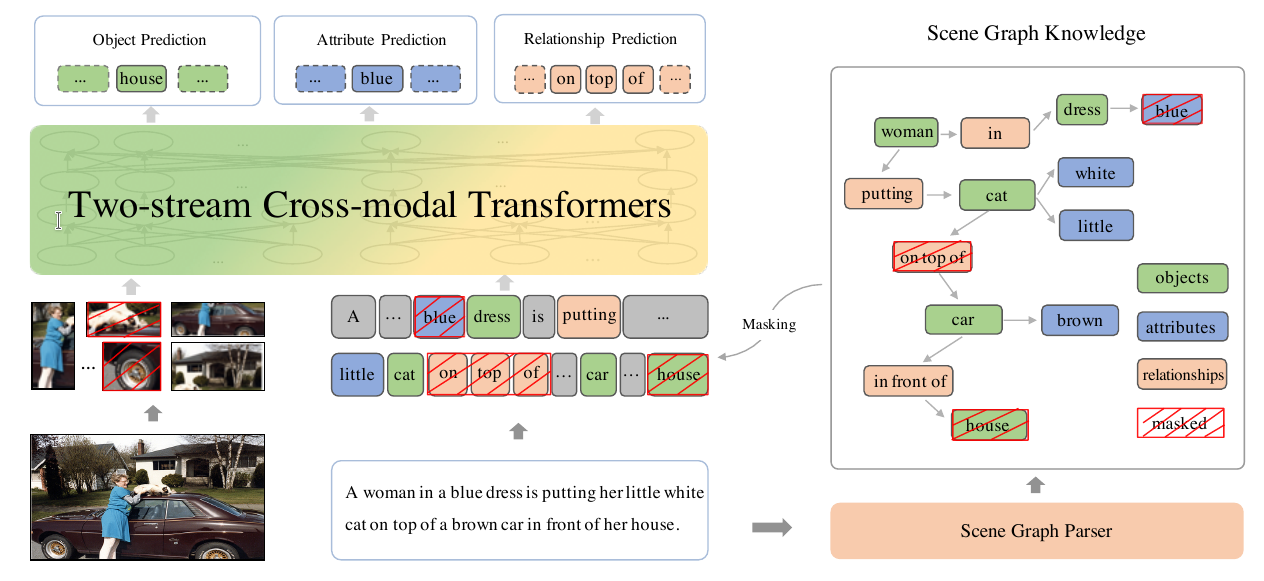 Object Prediction
... house ...
Attribute Prediction
... blue ...
Relationship Prediction
... on top of ...
Two-stream Cross-modal Transformers
...
A ... blue dress is putting ...
little cat on top of ... car ... house
A woman in a blue dress is putting her little white
cat on top of a brown car in front of her house.
Masking
Scene Graph Knowledge
woman
in
dress
blue
putting
cat
white
little
on top of
car
brown
in front of
house
objects
attributes
relationships
masked
Scene Graph Parser